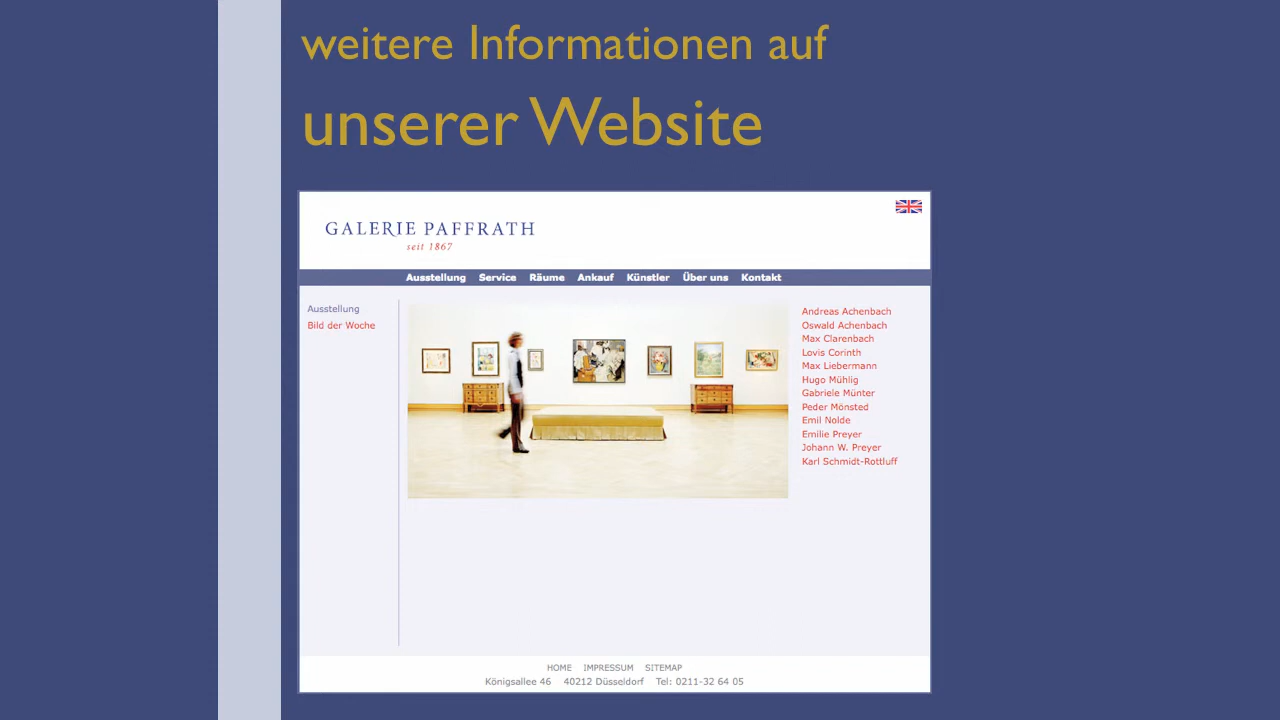 weitere Informationen auf
unserer Website
GALERIE PAFFRATH
seit 1867
Ausstellung Service Räume Ankauf Künstler Über uns Kontakt
Ausstellung
Bild der Woche
Andreas Achenbach
Oswald Achenbach
Max Clarenbach
Lovis Corinth
Max Liebermann
Hugo Mühlig
Gabriele Münter
Peder Mönsted
Emil Nolde
Emilie Preyer
Johann W. Preyer
Karl Schmidt-Rottluff
HOME IMPRESSUM SITEMAP
Königsallee 46 40212 Düsseldorf Tel: 0211-32 64 05